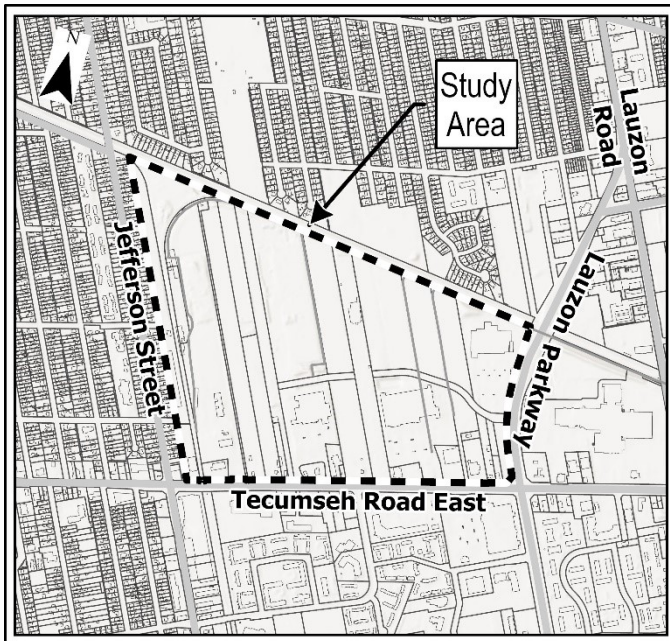 N
Study
Area
Lauzon
Road
Jefferson Street
Lauzon Parkway
Tecumseh Road East